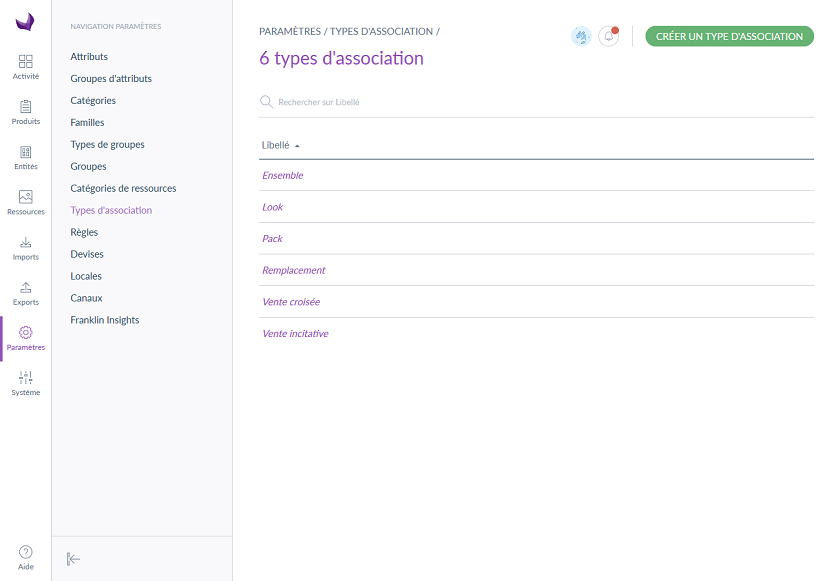 Activité
Produits
Entités
Ressources
Imports
Exports
Paramètres
Système
Aide
NAVIGATION PARAMÈTRES
Attributs
Groupes d'attributs
Catégories
Familles
Types de groupes
Groupes
Catégories de ressources
Types d'association
Règles
Devises
Locales
Canaux
Franklin Insights
PARAMÈTRES / TYPES D'ASSOCIATION /
CRÉER UN TYPE D'ASSOCIATION
6 types d'association
Rechercher sur Libellé
Libellé
Ensemble
Look
Pack
Remplacement
Vente croisée
Vente incitative